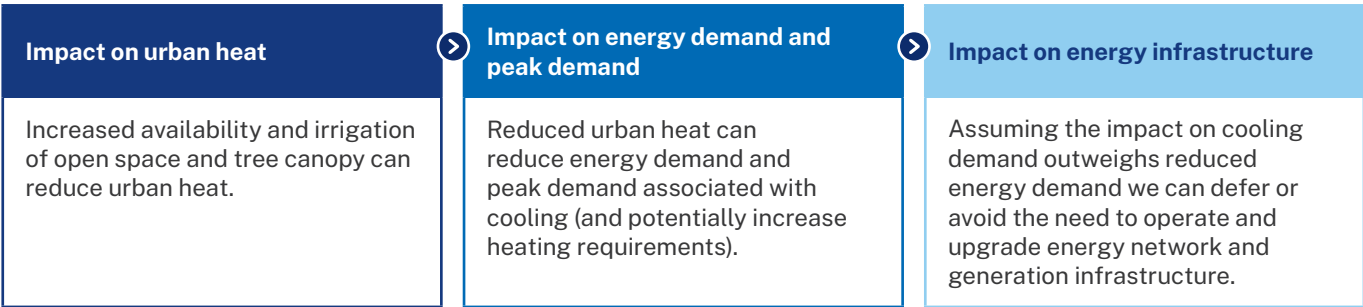 Impact on urban heat
Increased availability and irrigation
of open space and tree canopy can
reduce urban heat.
Impact on energy demand and
peak demand
Reduced urban heat can
reduce energy demand and
peak demand associated with
cooling (and potentially increase
heating requirements).
Impact on energy infrastructure
Assuming the impact on cooling
demand outweighs reduced
energy demand we can defer or
avoid the need to operate and
upgrade energy network and
generation infrastructure.